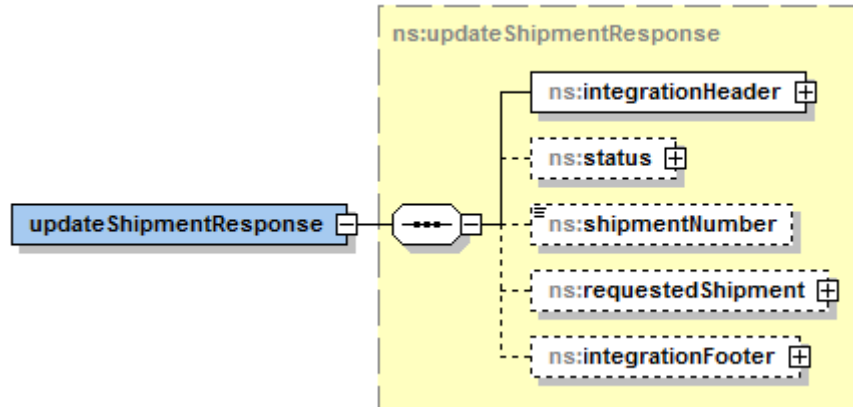 ns:updateShipmentResponse
ns:integrationHeader
ns:status
updateShipmentResponse
ns:shipmentNumber
ns:requestedShipment
ns:integrationFooter